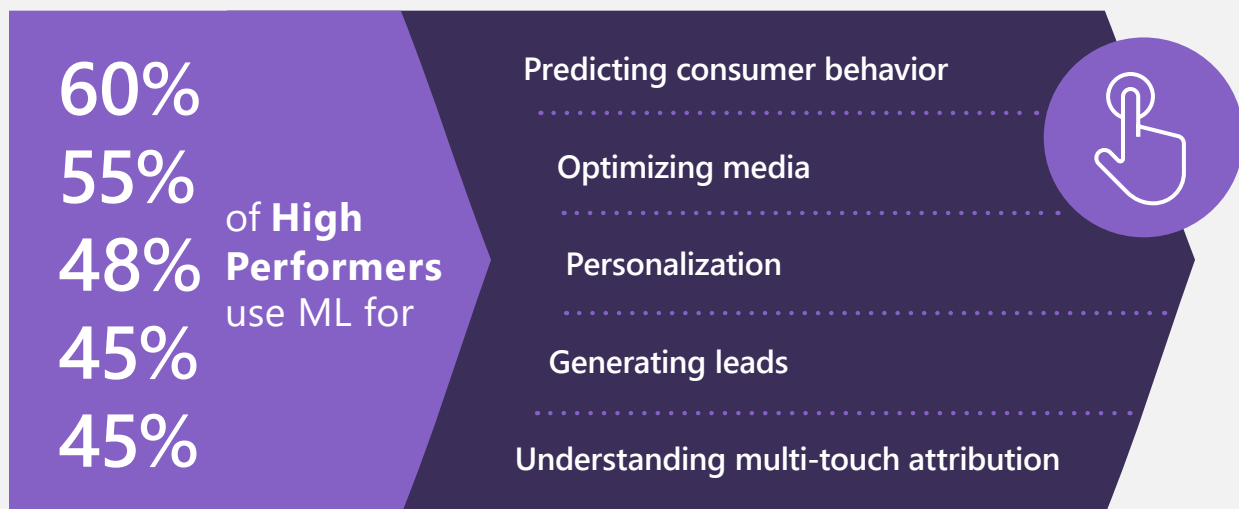 60%
55%
48%
45%
45%
of High
Performers
use ML for
Predicting consumer behavior
Optimizing media
Personalization
Generating leads
Understanding multi-touch attribution